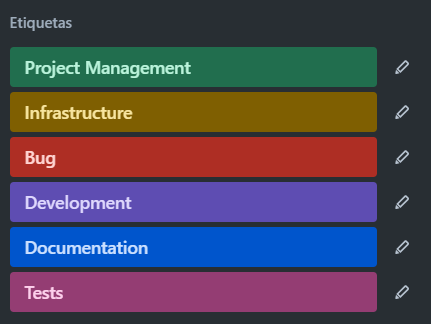 Etiquetas
Project Management
Infrastructure
Bug
Development
Documentation
Tests